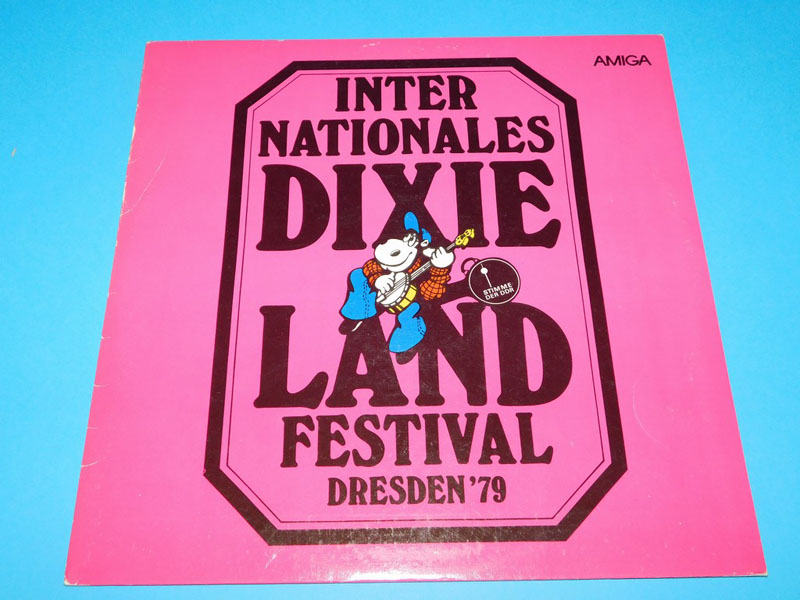 AMIGA
INTER
NATIONALES
DIXIE
LAND
STIMME
DER DDR
FESTIVAL
DRESDEN '79